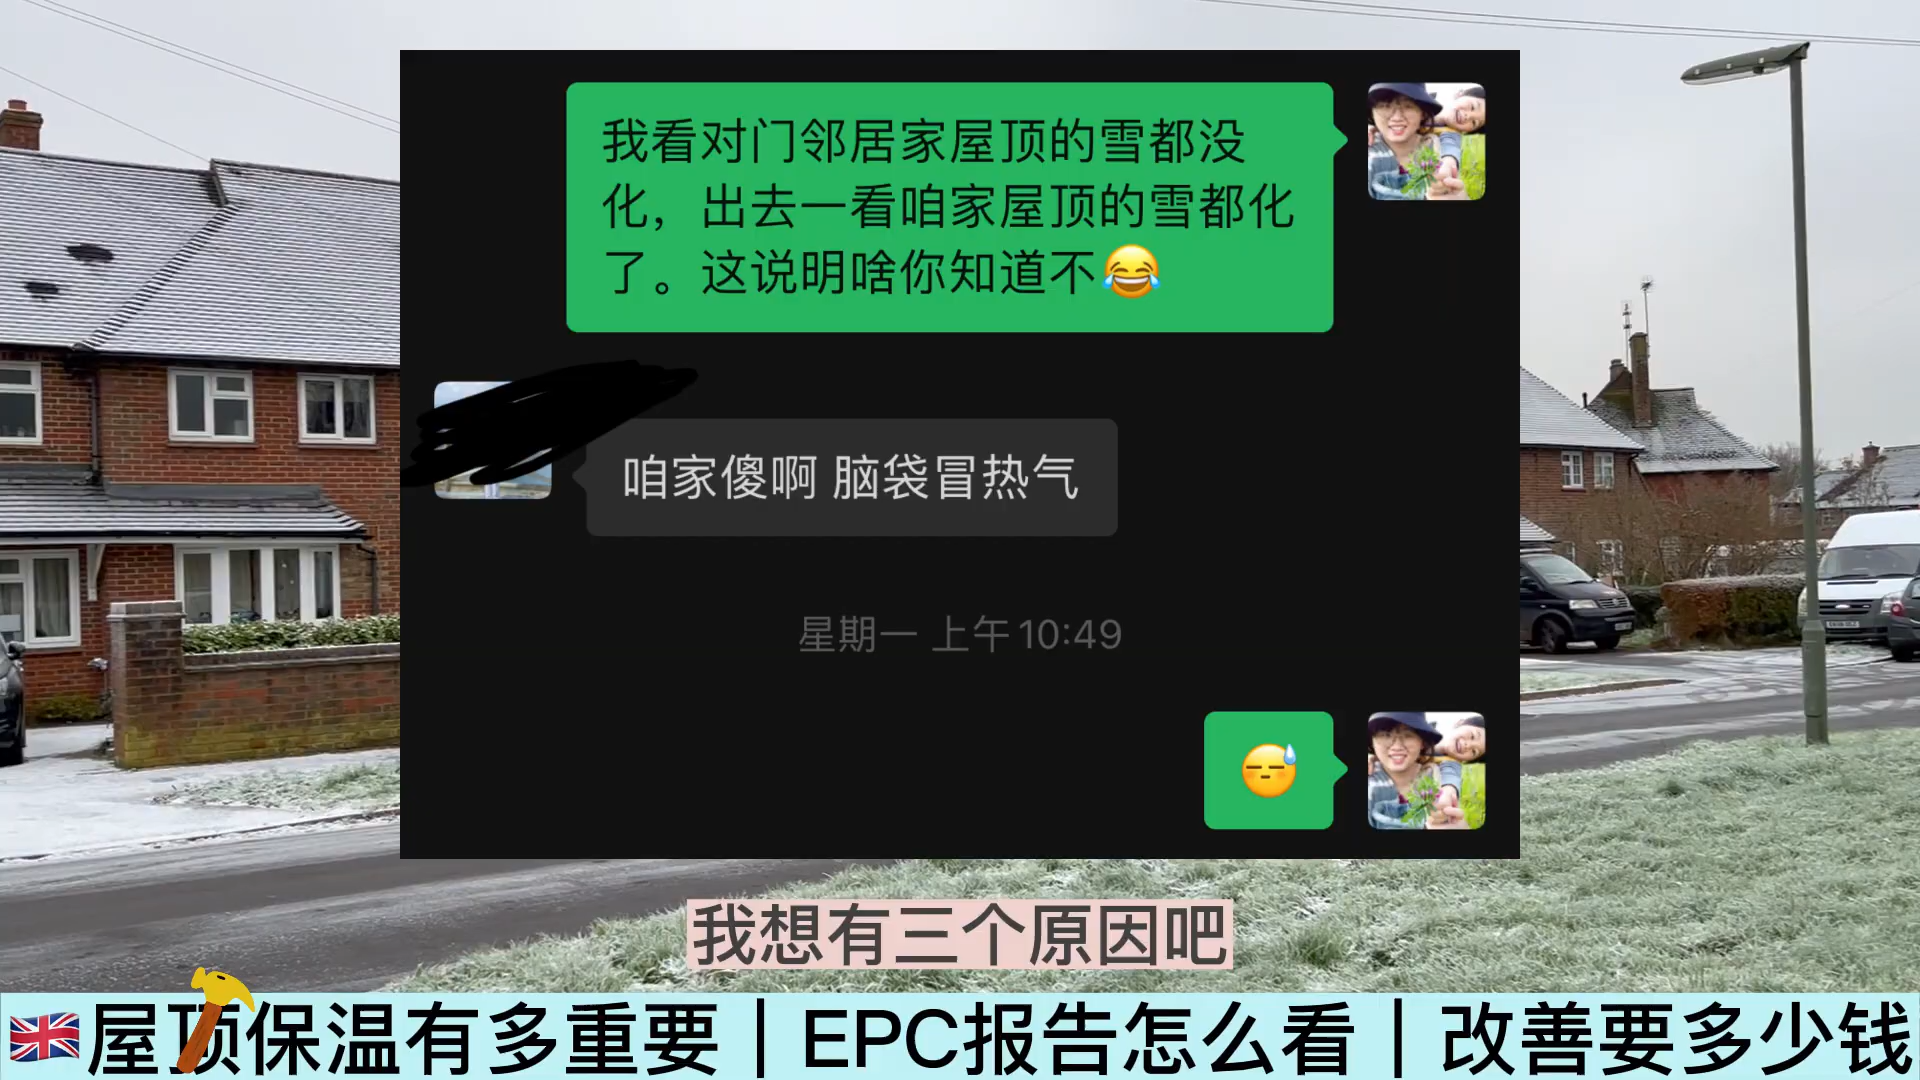 我看对门邻居家屋顶的雪都没
化，出去一看咱家屋顶的雪都化
了。这说明啥你知道不😂
咱家傻啊 脑袋冒热气
星期一 上午10:49
😅
我想有三个原因吧
🇬🇧屋顶保温有多重要｜EPC报告怎么看｜改善要多少钱